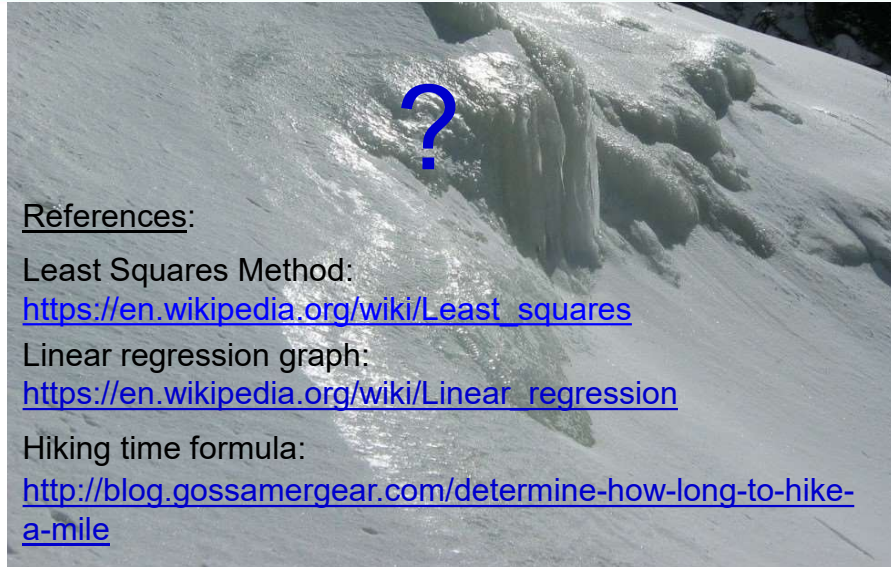 ?
References:
Least Squares Method:
https://en.wikipedia.org/wiki/Least_squares
Linear regression graph:
https://en.wikipedia.org/wiki/Linear_regression
Hiking time formula:
http://blog.gossamergear.com/determine-how-long-to-hike-
a-mile